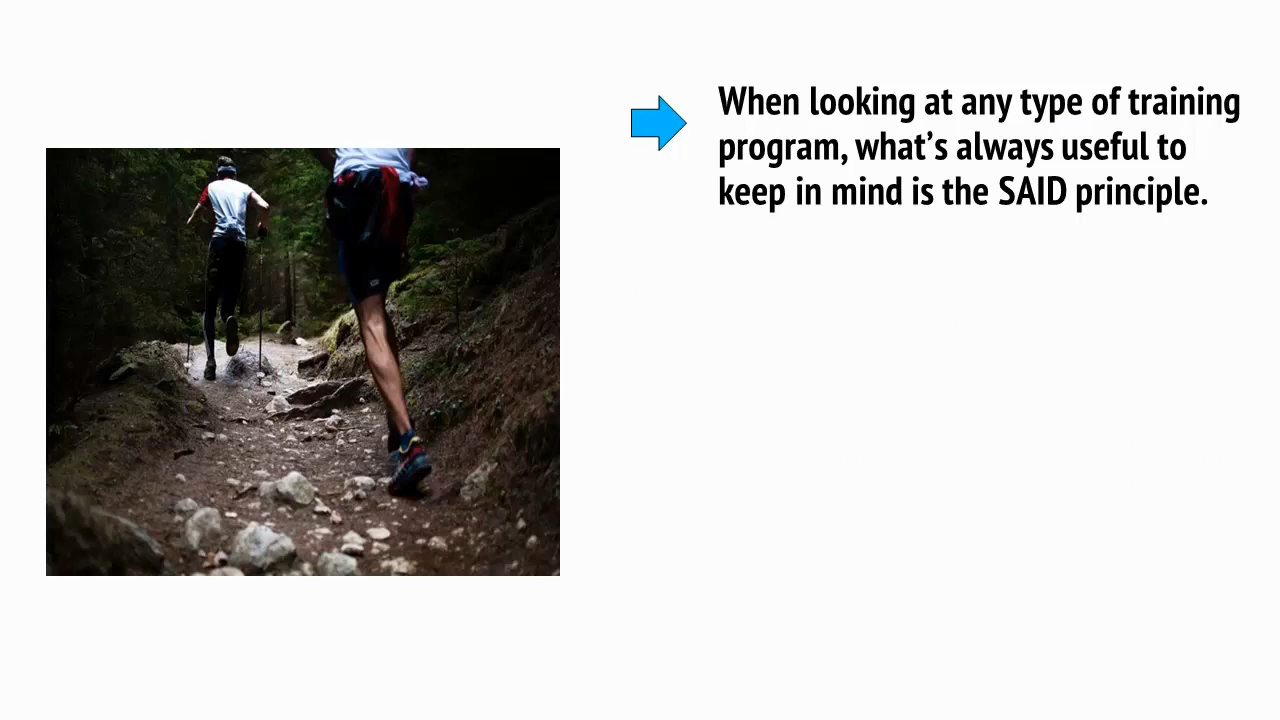 When looking at any type of training
program, what’s always useful to
keep in mind is the SAID principle.